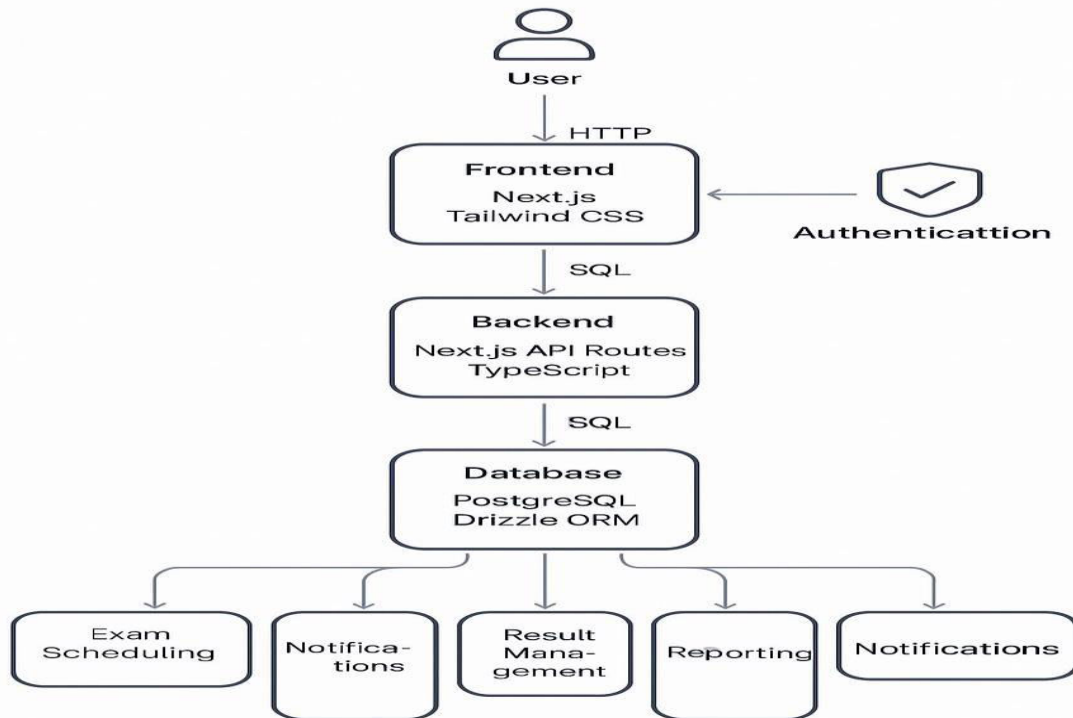 User
HTTP
Frontend
Next.js
Tailwind CSS
Authenticattion
SQL
Backend
Next.js API Routes
TypeScript
SQL
Database
PostgreSQL
Drizzle ORM
Exam
Scheduling
Notifica-
tions
Result
Mana-
gement
Reporting
Notifications